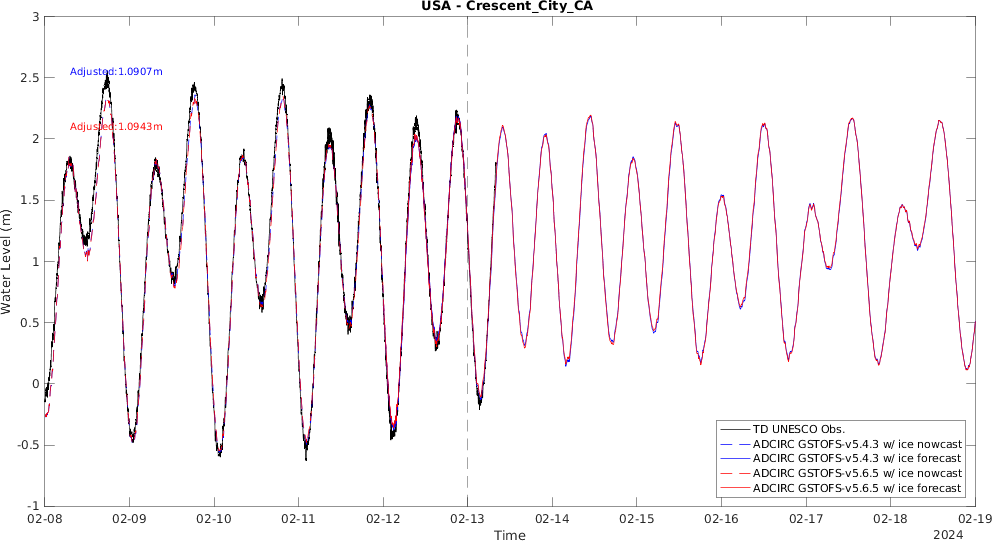 USA - Crescent_City_CA
3
2.5
2
1.5
1
0.5
0
-0.5
-1
Water Level (m)
Adjusted:1.0907m
Adjusted:1.0943m
TD UNESCO Obs.
ADCIRC GSTOFS-v5.4.3 w/ ice nowcast
ADCIRC GSTOFS-v5.4.3 w/ ice forecast
ADCIRC GSTOFS-v5.6.5 w/ ice nowcast
ADCIRC GSTOFS-v5.6.5 w/ ice forecast
02-08 02-09 02-10 02-11 02-12 02-13 02-14 02-15 02-16 02-17 02-18 02-19
Time
2024